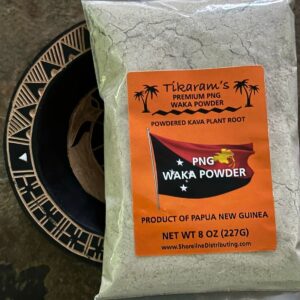 Tikaram's
PREMIUM PNG
WAKA POWDER
POWDERED KAVA PLANT ROOT
PNG
WAKA POWDER
PRODUCT OF PAPUA NEW GUINEA
NET WT 8 OZ (227G)
www.ShorelineDistributing.com